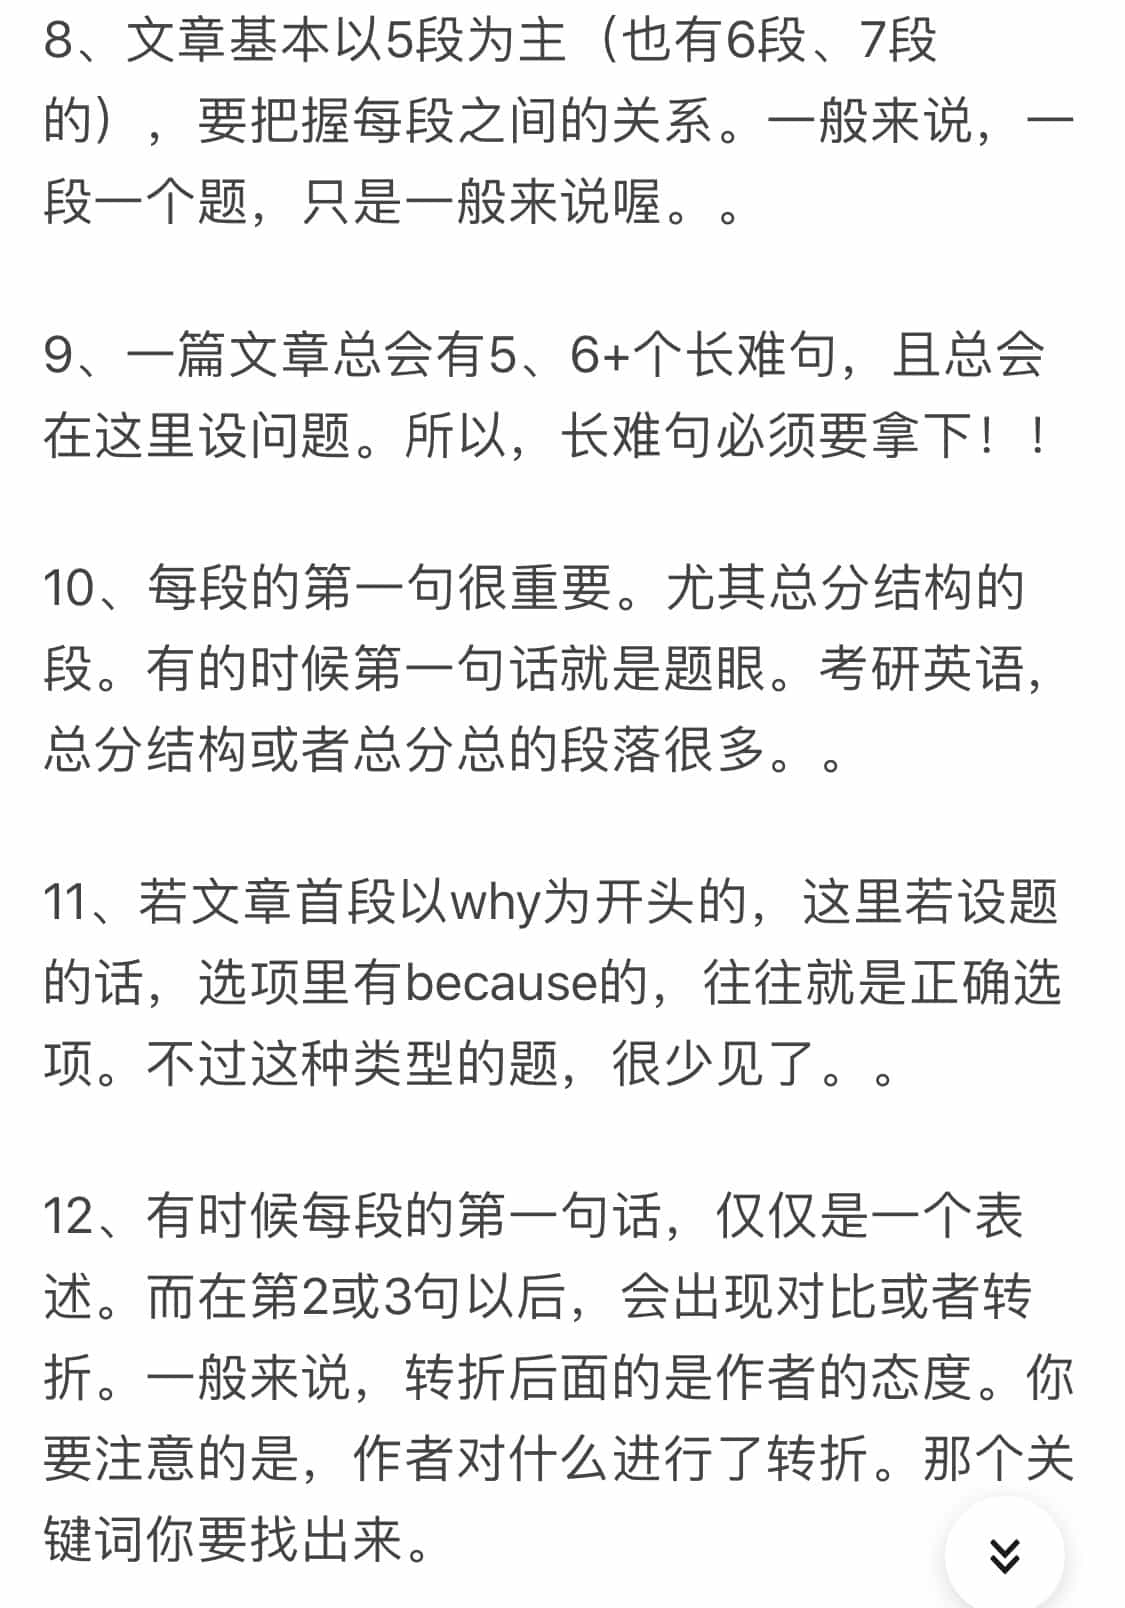 8、文章基本以5段为主（也有6段、7段
的），要把握每段之间的关系。一般来说，一
段一个题，只是一般来说喔。。
9、一篇文章总会有5、6+个长难句，且总会
在这里设问题。所以，长难句必须要拿下！！
10、每段的第一句很重要。尤其总分结构的
段。有的时候第一句话就是题眼。考研英语，
总分结构或者总分总的段落很多。。
11、若文章首段以why为开头的，这里若设题
的话，选项里有because的，往往就是正确选
项。不过这种类型的题，很少见了。。
12、有时候每段的第一句话，仅仅是一个表
述。而在第2或3句以后，会出现对比或者转
折。一般来说，转折后面的是作者的态度。你
要注意的是，作者对什么进行了转折。那个关
键词你要找出来。